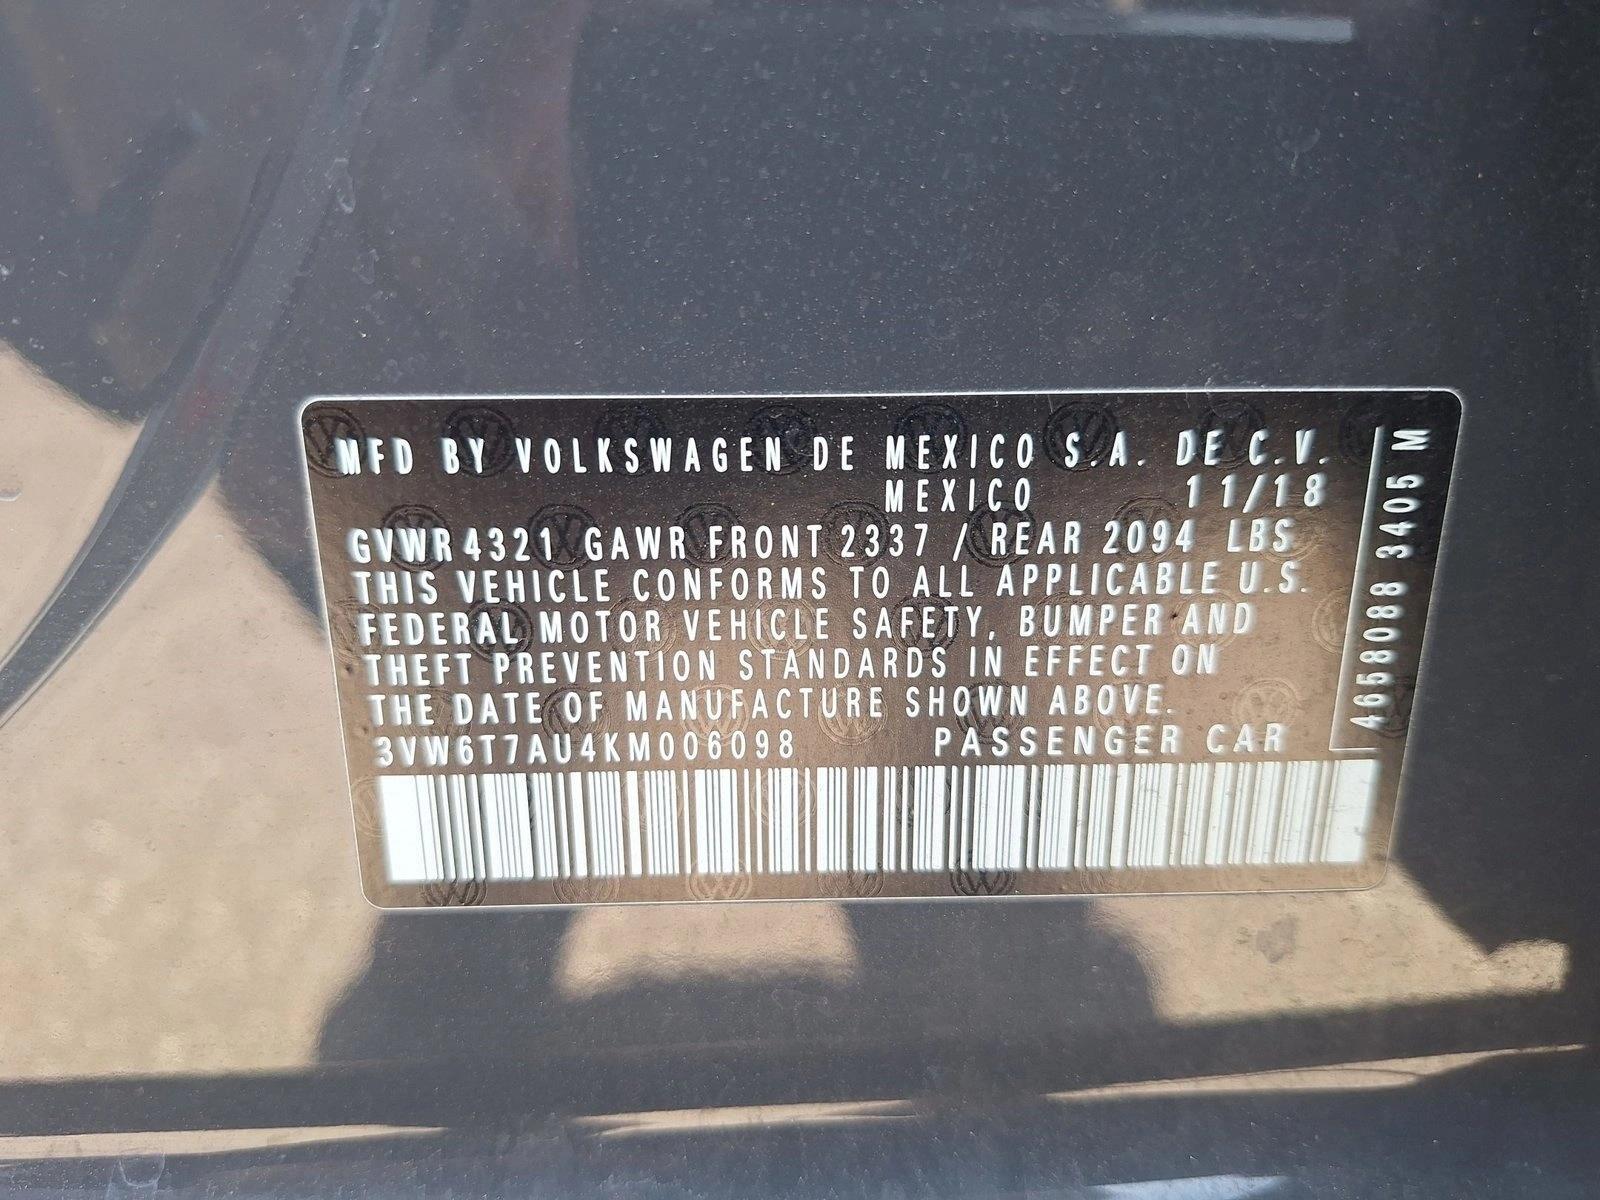 MFD BY VOLKSWAGEN DE MEXICO S.A. DE C.V.
MEXICO 11/18
GVWR 4321 GAWR FRONT 2337 / REAR 2094 LBS
THIS VEHICLE CONFORMS TO ALL APPLICABLE U.S.
FEDERAL MOTOR VEHICLE SAFETY, BUMPER AND
THEFT PREVENTION STANDARDS IN EFFECT ON
THE DATE OF MANUFACTURE SHOWN ABOVE.
3VW6T7AU4KM006098 PASSENGER CAR
4658088 3405 M